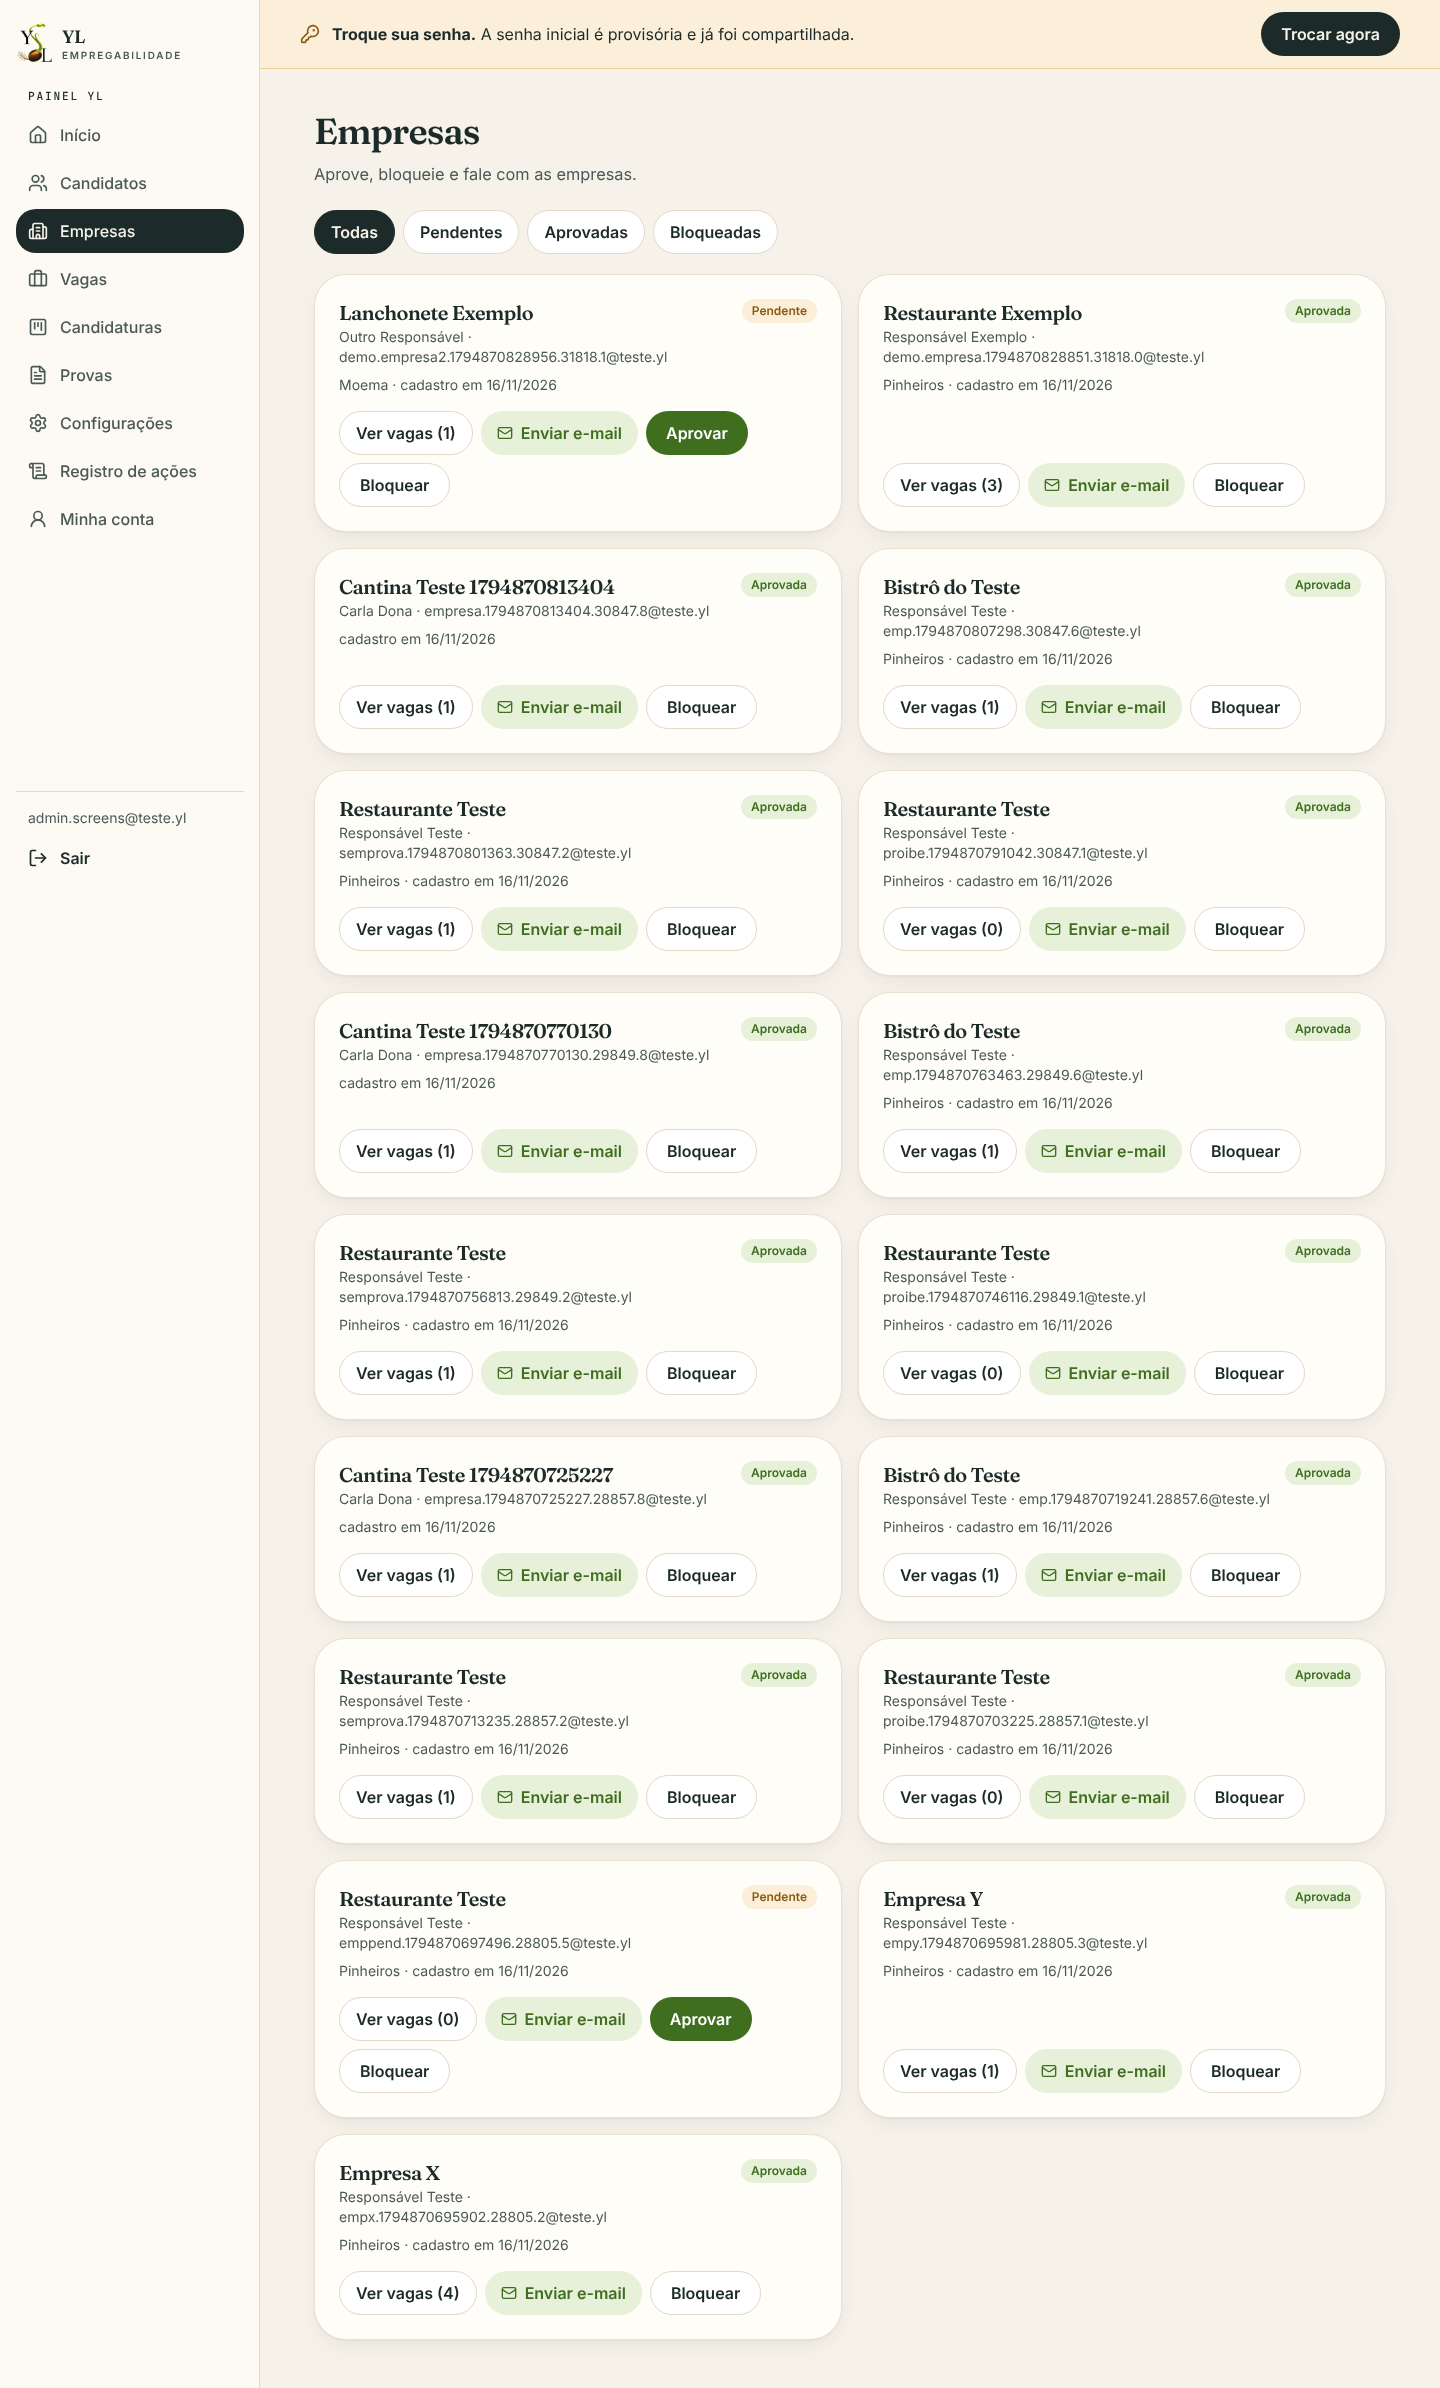 YL
YL
EMPREGABILIDADE
PAINEL YL
Início
Candidatos
Empresas
Vagas
Candidaturas
Provas
Configurações
Registro de ações
Minha conta
admin.screens@teste.yl
Sair
Troque sua senha. A senha inicial é provisória e já foi compartilhada.
Trocar agora
Empresas
Aprove, bloqueie e fale com as empresas.
Todas
Pendentes
Aprovadas
Bloqueadas
Lanchonete Exemplo
Pendente
Outro Responsável ·
demo.empresa2.1794870828956.31818.1@teste.yl
Moema · cadastro em 16/11/2026
Ver vagas (1)
Enviar e-mail
Aprovar
Bloquear
Restaurante Exemplo
Aprovada
Responsável Exemplo ·
demo.empresa.1794870828851.31818.0@teste.yl
Pinheiros · cadastro em 16/11/2026
Ver vagas (3)
Enviar e-mail
Bloquear
Cantina Teste 1794870813404
Aprovada
Carla Dona · empresa.1794870813404.30847.8@teste.yl
cadastro em 16/11/2026
Ver vagas (1)
Enviar e-mail
Bloquear
Bistrô do Teste
Aprovada
Responsável Teste ·
emp.1794870807298.30847.6@teste.yl
Pinheiros · cadastro em 16/11/2026
Ver vagas (1)
Enviar e-mail
Bloquear
Restaurante Teste
Aprovada
Responsável Teste ·
semprova.1794870801363.30847.2@teste.yl
Pinheiros · cadastro em 16/11/2026
Ver vagas (1)
Enviar e-mail
Bloquear
Restaurante Teste
Aprovada
Responsável Teste ·
proibe.1794870791042.30847.1@teste.yl
Pinheiros · cadastro em 16/11/2026
Ver vagas (0)
Enviar e-mail
Bloquear
Cantina Teste 1794870770130
Aprovada
Carla Dona · empresa.1794870770130.29849.8@teste.yl
cadastro em 16/11/2026
Ver vagas (1)
Enviar e-mail
Bloquear
Bistrô do Teste
Aprovada
Responsável Teste ·
emp.1794870763463.29849.6@teste.yl
Pinheiros · cadastro em 16/11/2026
Ver vagas (1)
Enviar e-mail
Bloquear
Restaurante Teste
Aprovada
Responsável Teste ·
semprova.1794870756813.29849.2@teste.yl
Pinheiros · cadastro em 16/11/2026
Ver vagas (1)
Enviar e-mail
Bloquear
Restaurante Teste
Aprovada
Responsável Teste ·
proibe.1794870746116.29849.1@teste.yl
Pinheiros · cadastro em 16/11/2026
Ver vagas (0)
Enviar e-mail
Bloquear
Cantina Teste 1794870725227
Aprovada
Carla Dona · empresa.1794870725227.28857.8@teste.yl
cadastro em 16/11/2026
Ver vagas (1)
Enviar e-mail
Bloquear
Bistrô do Teste
Aprovada
Responsável Teste · emp.1794870719241.28857.6@teste.yl
Pinheiros · cadastro em 16/11/2026
Ver vagas (1)
Enviar e-mail
Bloquear
Restaurante Teste
Aprovada
Responsável Teste ·
semprova.1794870713235.28857.2@teste.yl
Pinheiros · cadastro em 16/11/2026
Ver vagas (1)
Enviar e-mail
Bloquear
Restaurante Teste
Aprovada
Responsável Teste ·
proibe.1794870703225.28857.1@teste.yl
Pinheiros · cadastro em 16/11/2026
Ver vagas (0)
Enviar e-mail
Bloquear
Restaurante Teste
Pendente
Responsável Teste ·
emppend.1794870697496.28805.5@teste.yl
Pinheiros · cadastro em 16/11/2026
Ver vagas (0)
Enviar e-mail
Aprovar
Bloquear
Empresa Y
Aprovada
Responsável Teste ·
empy.1794870695981.28805.3@teste.yl
Pinheiros · cadastro em 16/11/2026
Ver vagas (1)
Enviar e-mail
Bloquear
Empresa X
Aprovada
Responsável Teste ·
empx.1794870695902.28805.2@teste.yl
Pinheiros · cadastro em 16/11/2026
Ver vagas (4)
Enviar e-mail
Bloquear